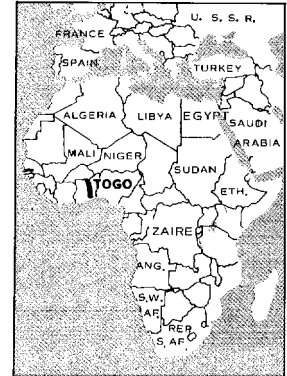 U. S. S. R.
FRANCE
SPAIN
TURKEY
ALGERIA
LIBYA
EGYPT
SAUDI
ARABIA
MALI
NIGER
SUDAN
TOGO
ETH.
ZAIRE
ANG.
S.W.
AF.
REP.
S. AF.